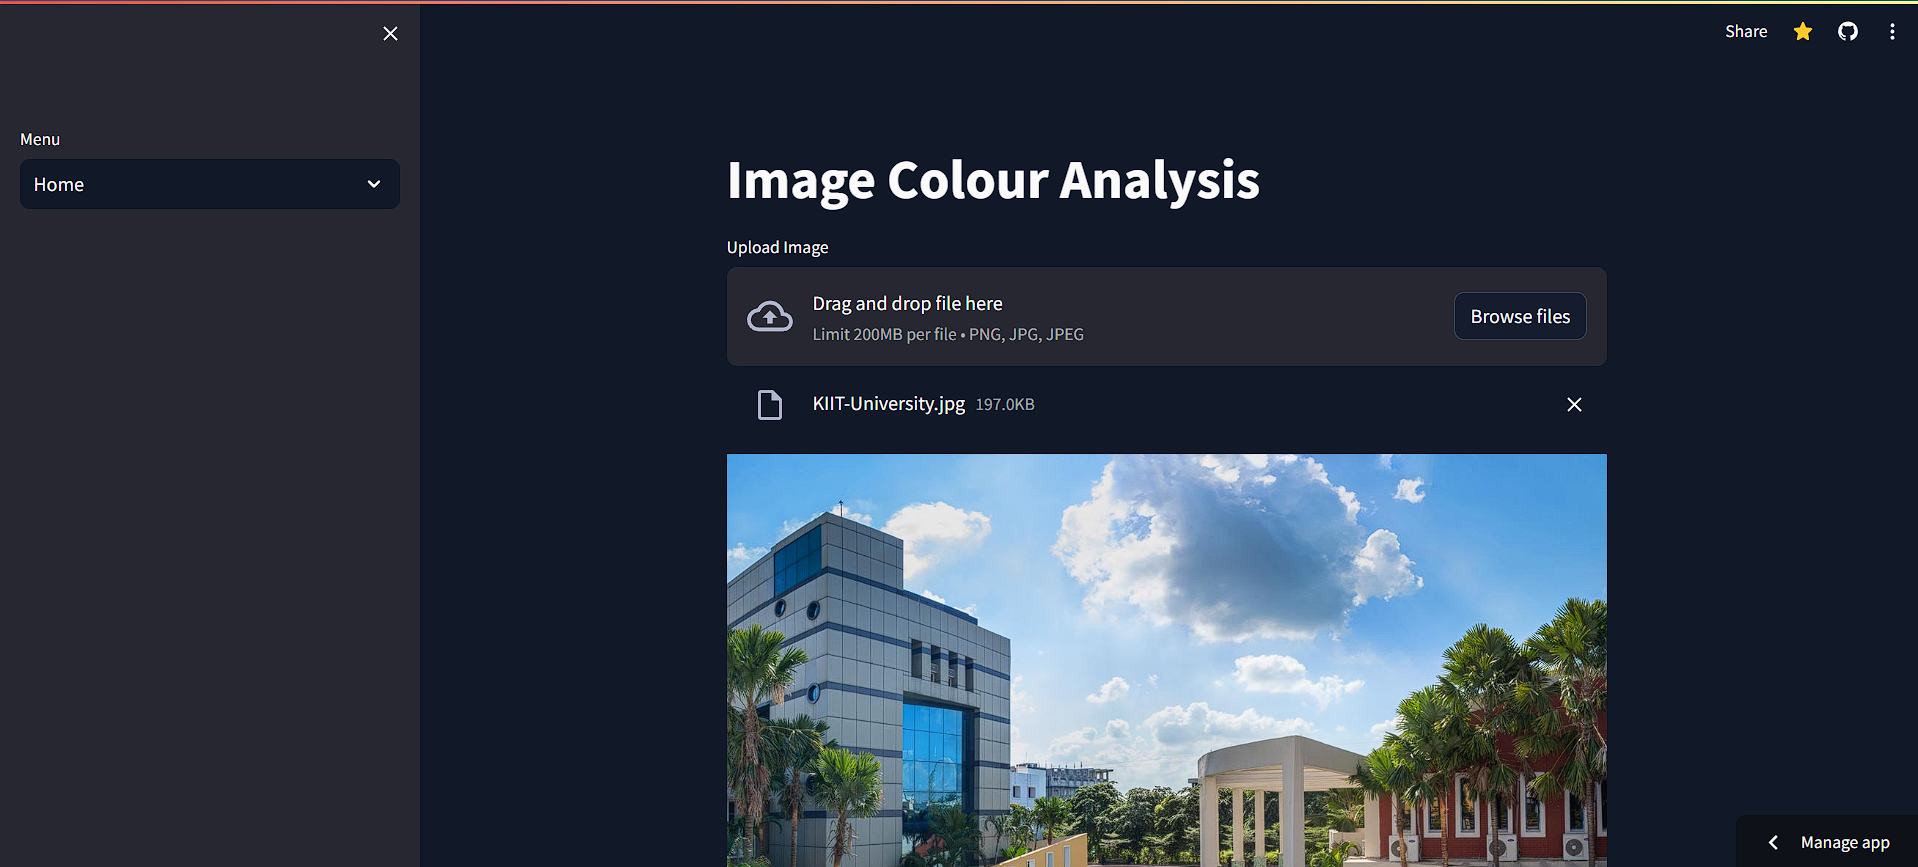 Share
Menu
Home
Image Colour Analysis
Upload Image
Drag and drop file here
Limit 200MB per file • PNG, JPG, JPEG
Browse files
KIIT-University.jpg 197.0KB
Manage app